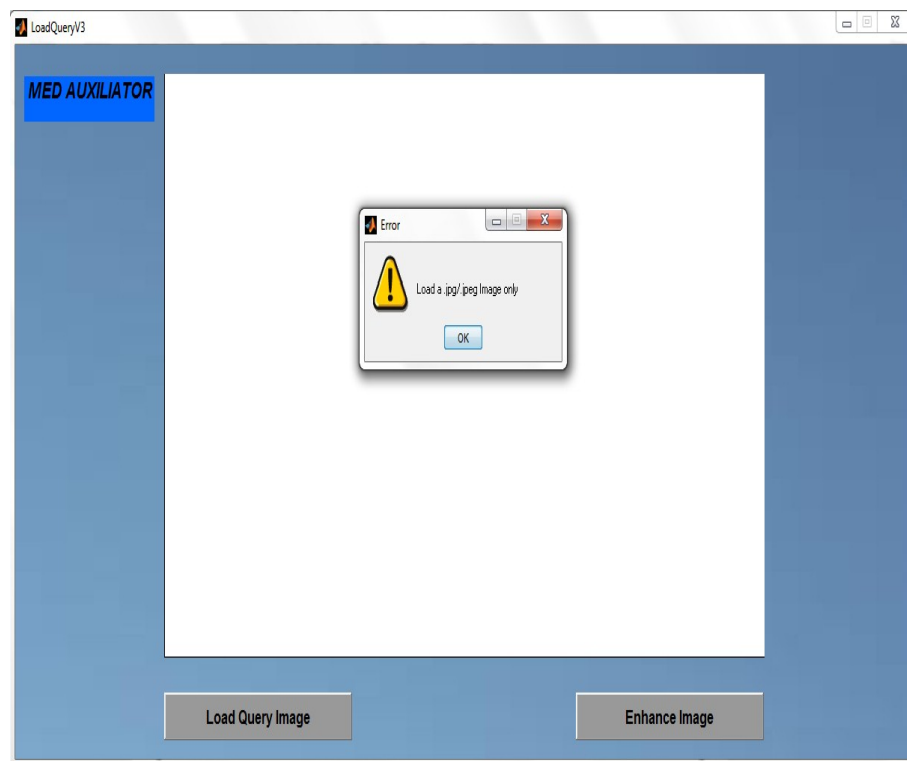 LoadQueryV3
MED AUXILIATOR
Error
Load a .jpg/.jpeg Image only
OK
Load Query Image
Enhance Image